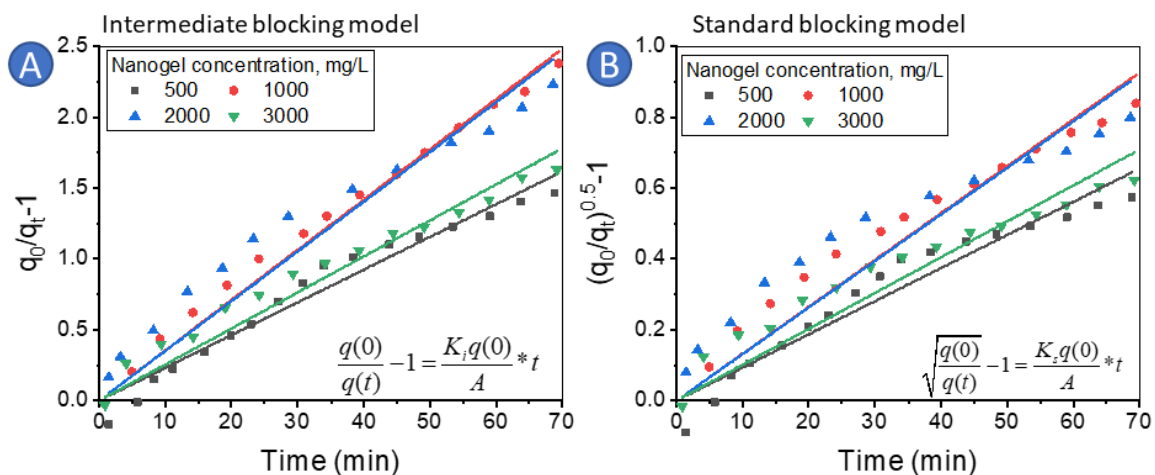 Intermediate blocking model
A
Nanogel concentration, mg/L
500 1000
2000 3000
q₀/qₜ-1
2.5
2.0
1.5
1.0
0.5
0.0
0 10 20 30 40 50 60 70
Time (min)
q(0)/q(t) −1 = Kᵢq(0)/A *t
Standard blocking model
B
Nanogel concentration, mg/L
500 1000
2000 3000
(q₀/qₜ)^0.5-1
1.0
0.8
0.6
0.4
0.2
0.0
0 10 20 30 40 50 60 70
Time (min)
√(q(0)/q(t)) −1 = Kₛq(0)/A *t